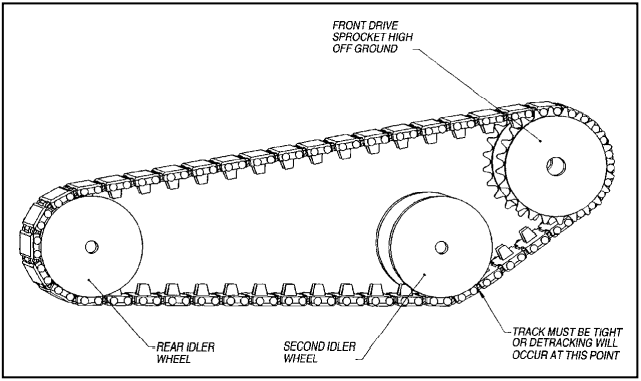 FRONT DRIVE
SPROCKET HIGH
OFF GROUND
REAR IDLER
WHEEL
SECOND IDLER
WHEEL
TRACK MUST BE TIGHT
OR DETRACKING WILL
OCCUR AT THIS POINT